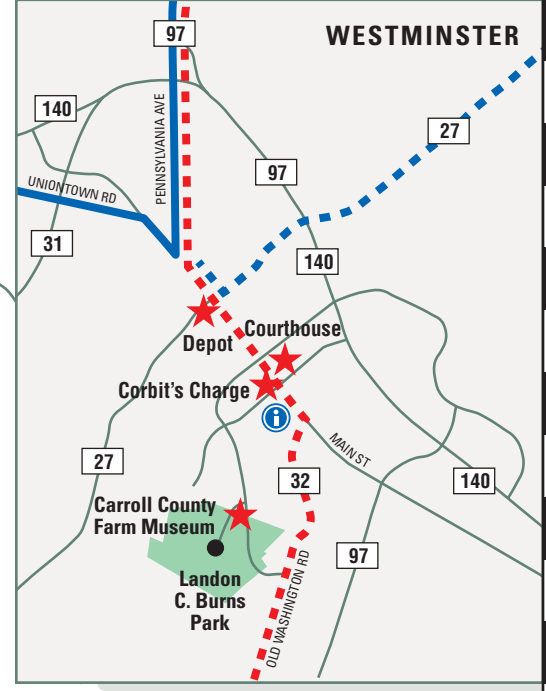 97
WESTMINSTER
140
PENNSYLVANIA AVE
27
97
UNIONTOWN RD
31
140
Courthouse
Depot
Corbit's Charge
i
MAIN ST
27
32
140
Carroll County
Farm Museum
97
Landon
C. Burns
Park
OLD WASHINGTON RD